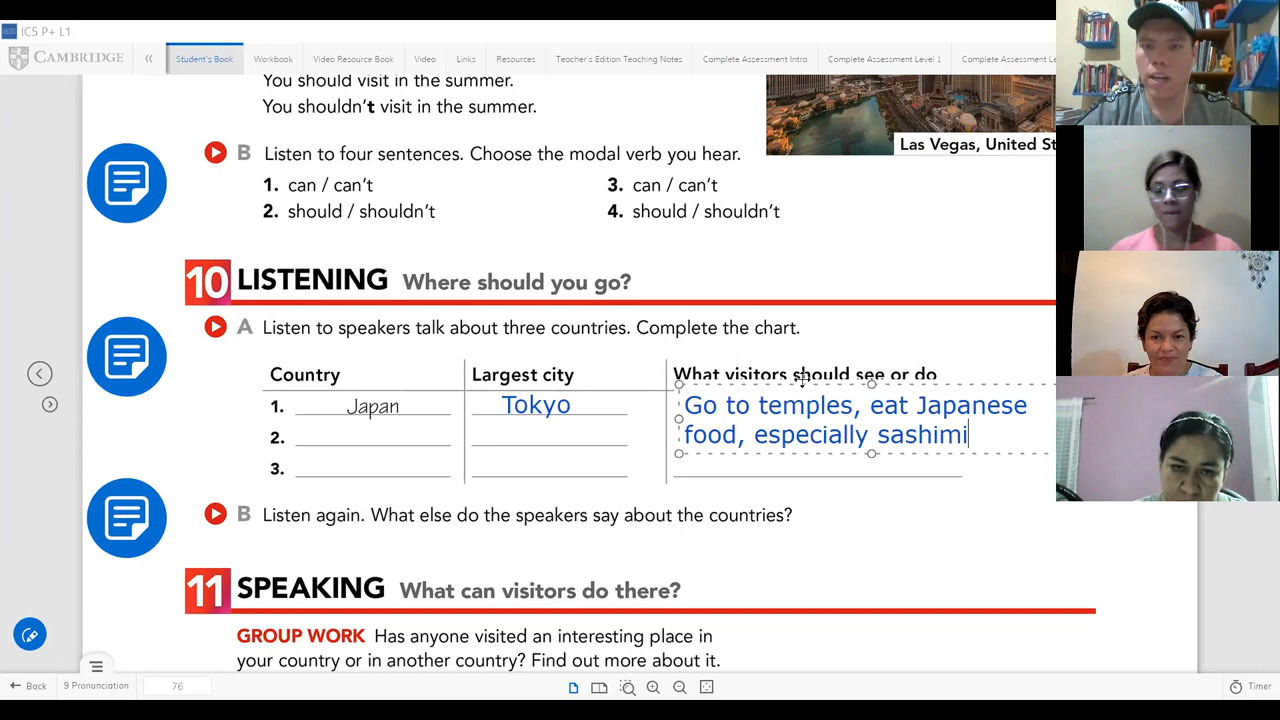 IC5 P+ L1
CAMBRIDGE
Student's Book
Workbook
Video Resource Book
Video
Links
Resources
Teacher's Edition Teaching Notes
Complete Assessment Intro
Complete Assessment Level 1
Complete Assessment Le
You should visit in the summer.
You shouldn't visit in the summer.
Las Vegas, United St
B Listen to four sentences. Choose the modal verb you hear.
1. can / can't
3. can / can't
2. should / shouldn't
4. should / shouldn't
10 LISTENING Where should you go?
A Listen to speakers talk about three countries. Complete the chart.
Country
Largest city
What visitors should see or do
1. Japan
Tokyo
Go to temples, eat Japanese
food, especially sashimi
2.
3.
B Listen again. What else do the speakers say about the countries?
11 SPEAKING What can visitors do there?
GROUP WORK Has anyone visited an interesting place in
your country or in another country? Find out more about it.
Back
9 Pronunciation
76
Timer